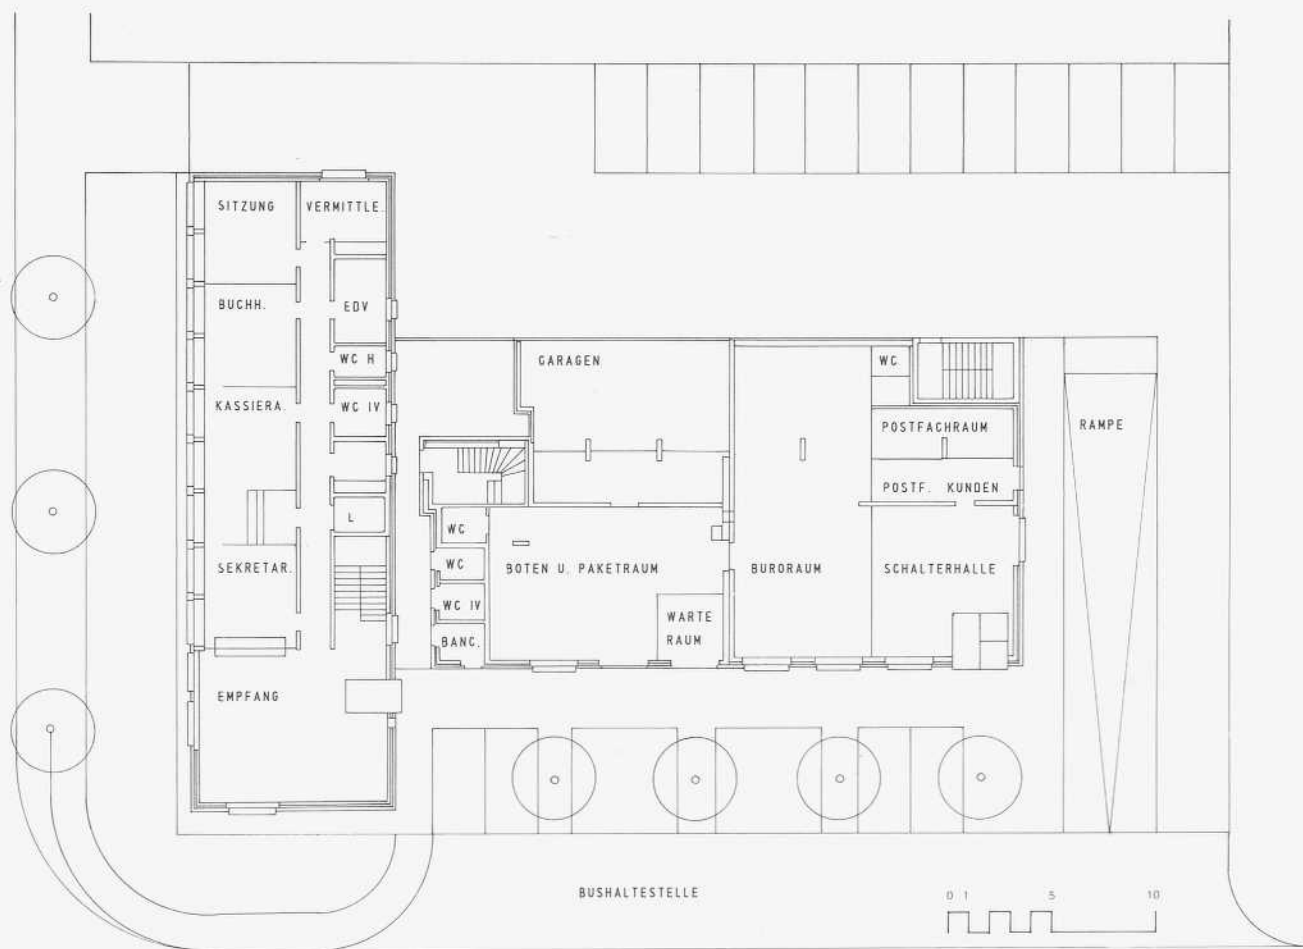 SITZUNG VERMITTLE.
BUCHH. EDV
WC H
GARAGEN
WC
KASSIERA. WC IV
POSTFACHRAUM
RAMPE
POSTF. KUNDEN
L
WC
SEKRETAR. WC
BOTEN U. PAKETRAUM
BURORAUM
SCHALTERHALLE
WC IV
WARTE
RAUM
BANC.
EMPFANG
BUSHALTESTELLE
0 1 5 10